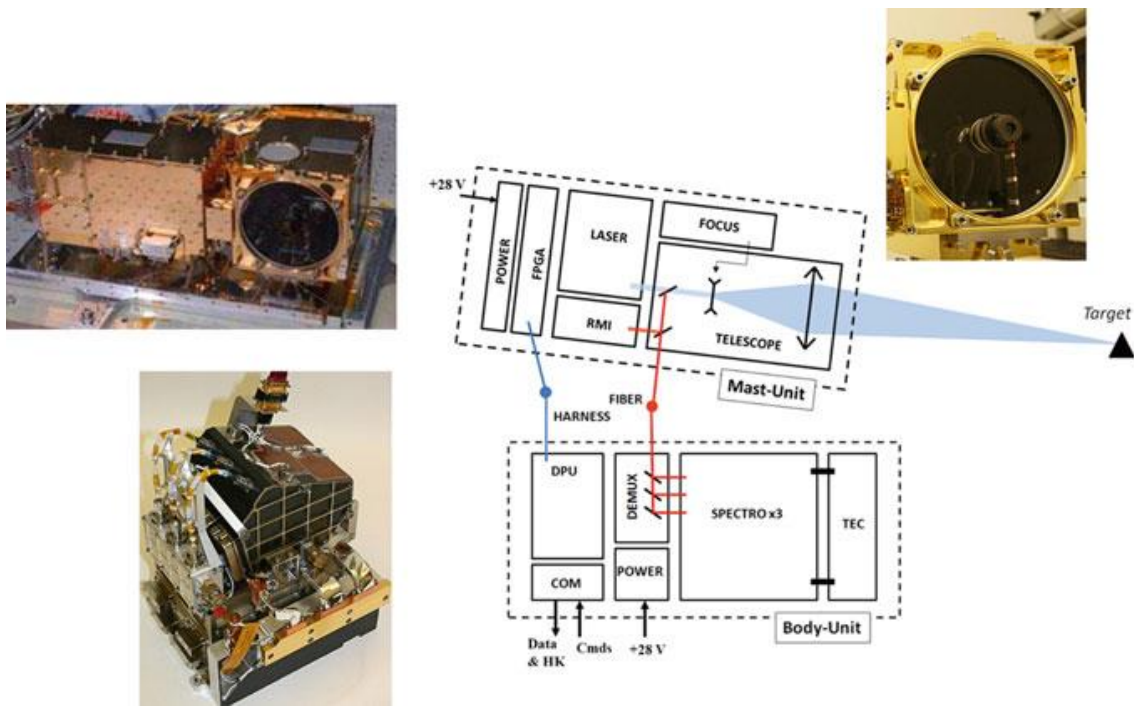 +28 V
POWER
FPGA
LASER
RMI
FOCUS
TELESCOPE
Target
Mast-Unit
HARNESS
FIBER
DPU
COM
DEMUX
POWER
SPECTRO x3
TEC
Body-Unit
Data
& HK
Cmds
+28 V